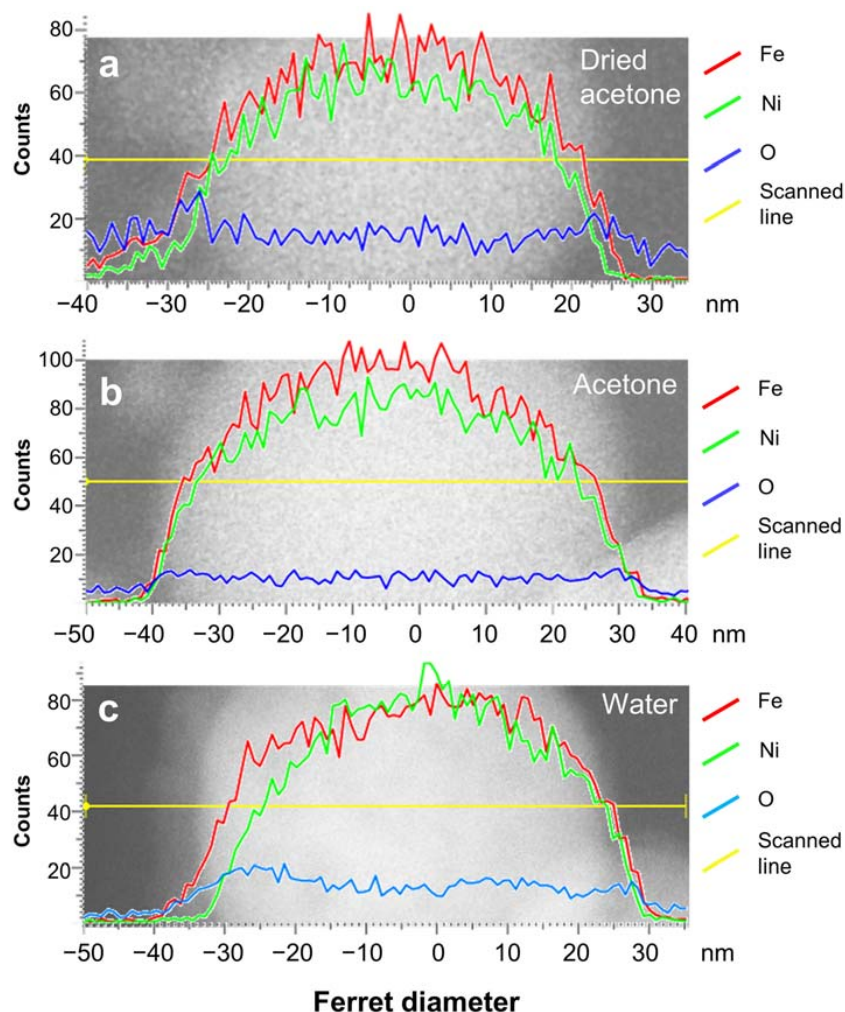 a
Dried
acetone
Counts
80
60
40
20
−40 −30 −20 −10 0 10 20 30 nm
Fe
Ni
O
Scanned
line
b
Acetone
Counts
100
80
60
40
20
−50 −40 −30 −20 −10 0 10 20 30 40 nm
Fe
Ni
O
Scanned
line
c
Water
Counts
80
60
40
20
−50 −40 −30 −20 −10 0 10 20 30 nm
Fe
Ni
O
Scanned
line
Ferret diameter